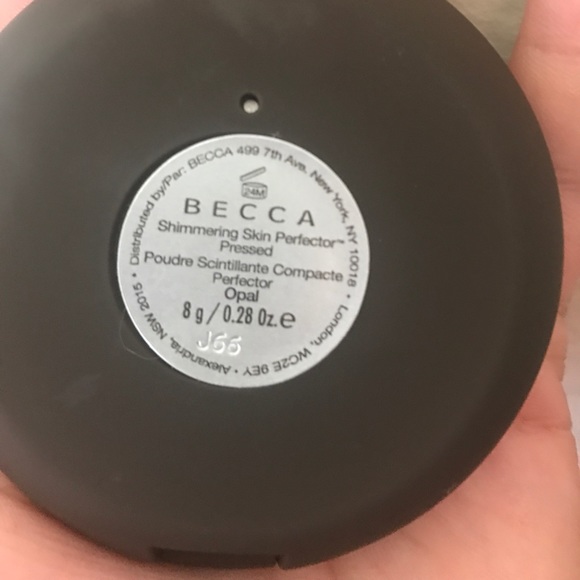 Distributed by/Par: BECCA 499 7th Ave. New York, NY 10018 • London, WC2E 9EY • Alexandria, NSW 2015 •
24M
BECCA
Shimmering Skin Perfector™
Pressed
Poudre Scintillante Compacte
Perfector
Opal
8 g / 0.28 Oz. e
J66